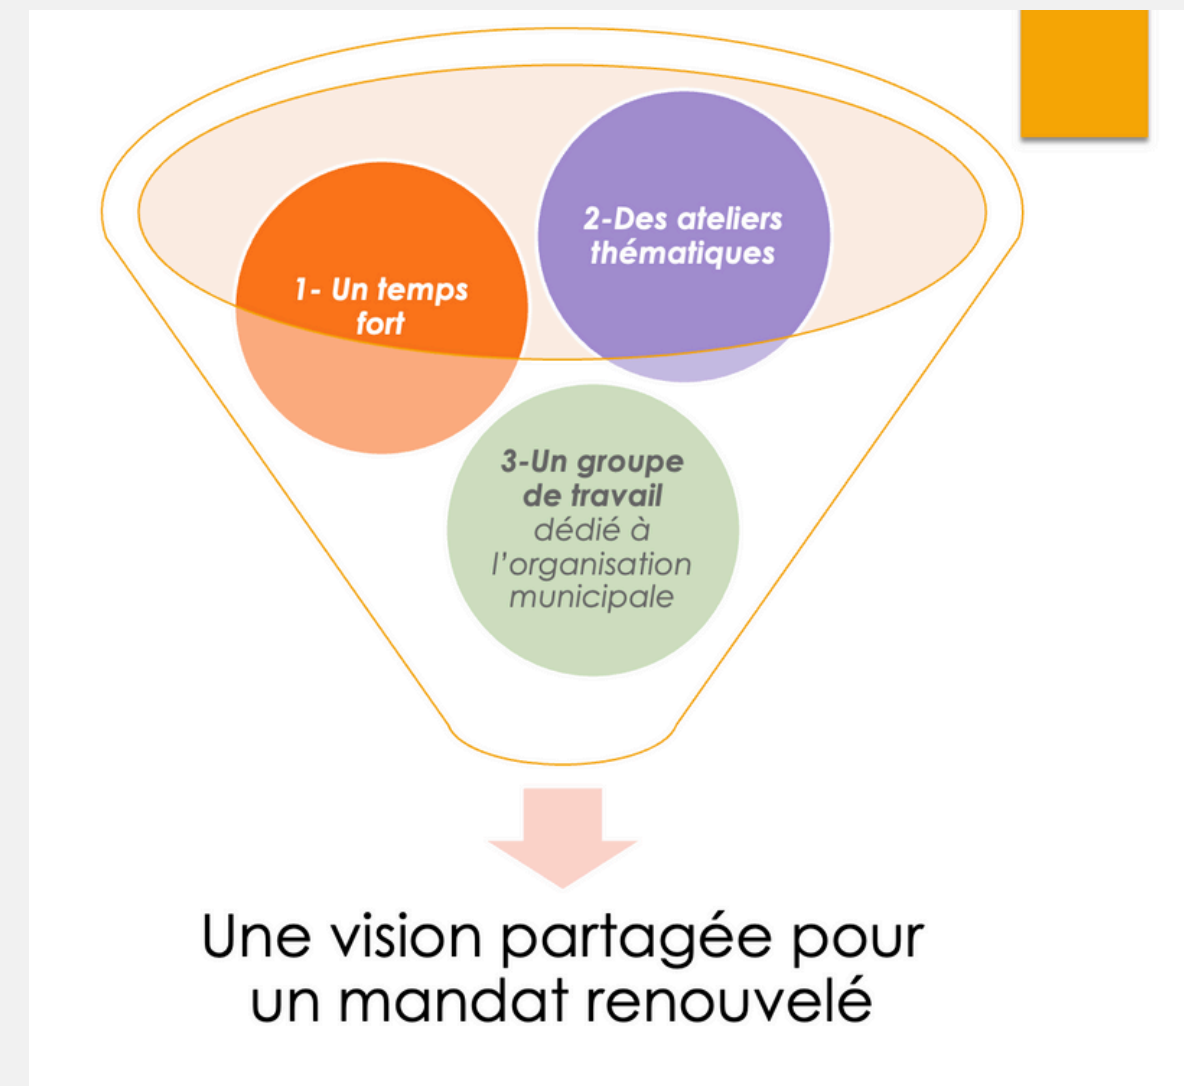 1- Un temps
fort
2-Des ateliers
thématiques
3-Un groupe
de travail
dédié à
l’organisation
municipale
Une vision partagée pour
un mandat renouvelé